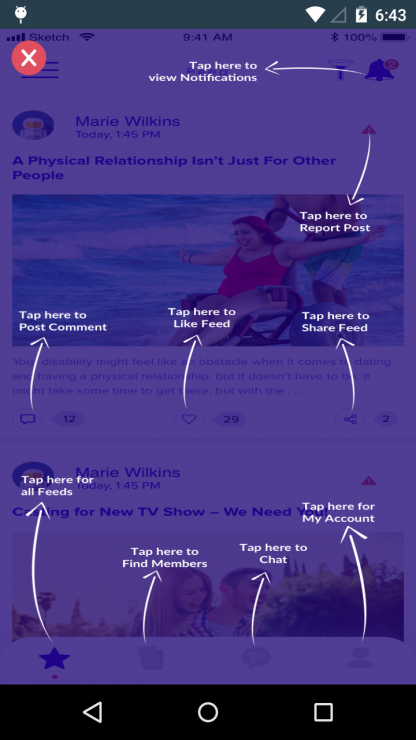 6:43
Sketch 9:41 AM 100%
Tap here to
view Notifications
2
Marie Wilkins
Today, 1:45 PM
A Physical Relationship Isn't Just For Other
People
Tap here to
Report Post
Tap here to
Post Comment
Tap here to
Like Feed
Tap here to
Share Feed
Your disability might feel like an obstacle when it comes to dating
and having a physical relationship, but it doesn't have to be. It
might take some time to get there, but with the . . .
12
29
2
Marie Wilkins
Today, 1:45 PM
Tap here for
all Feeds
for New TV Show – We Need You!
Tap here for
My Account
Tap here to
Find Members
Tap here to
Chat